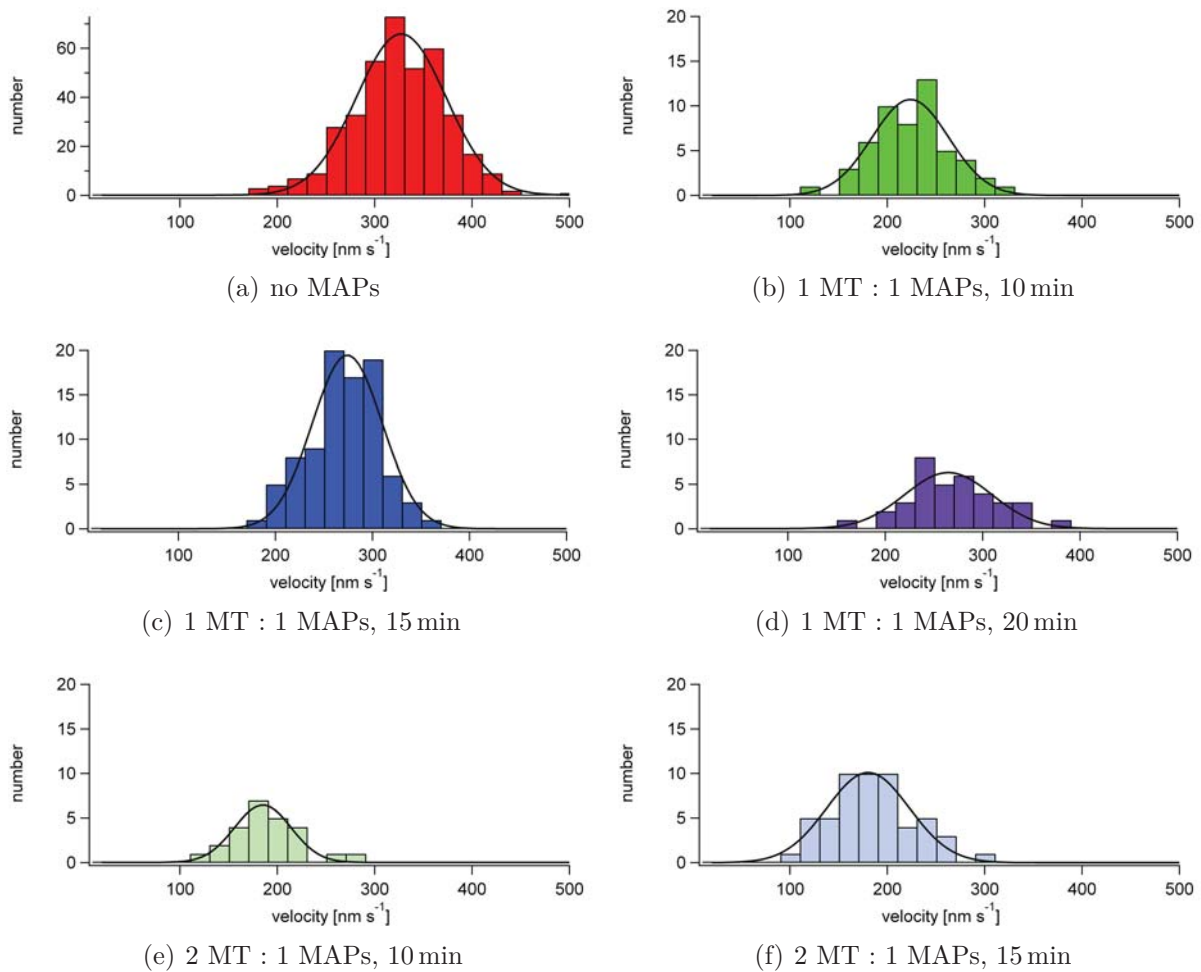 number
60
40
20
0
100 200 300 400 500
velocity [nm s⁻¹]
(a) no MAPs
number
20
15
10
5
0
100 200 300 400 500
velocity [nm s⁻¹]
(b) 1 MT : 1 MAPs, 10 min
number
20
15
10
5
0
100 200 300 400 500
velocity [nm s⁻¹]
(c) 1 MT : 1 MAPs, 15 min
number
20
15
10
5
0
100 200 300 400 500
velocity [nm s⁻¹]
(d) 1 MT : 1 MAPs, 20 min
number
20
15
10
5
0
100 200 300 400 500
velocity [nm s⁻¹]
(e) 2 MT : 1 MAPs, 10 min
number
20
15
10
5
0
100 200 300 400 500
velocity [nm s⁻¹]
(f) 2 MT : 1 MAPs, 15 min